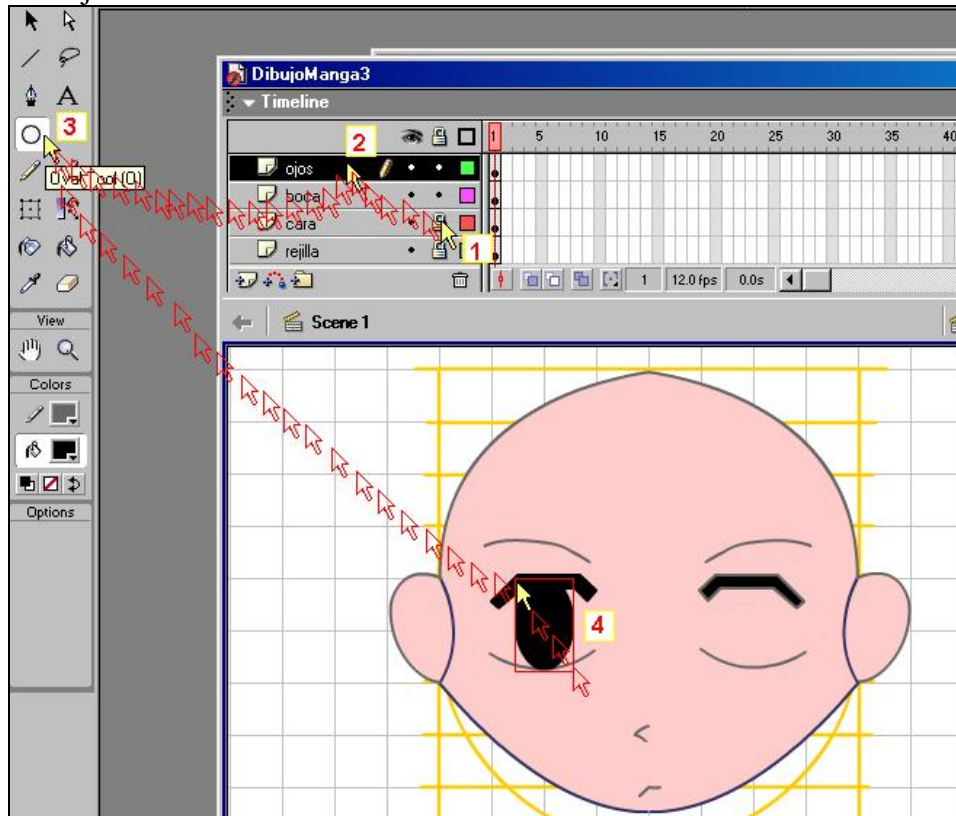 DibujoManga3
Timeline
1 5 10 15 20 25 30 35 40
ojos
boca
cara
rejilla
1 12.0 fps 0.0s
Scene 1
3
2
1
4
Oval Tool (O)
A
View
Colors
Options